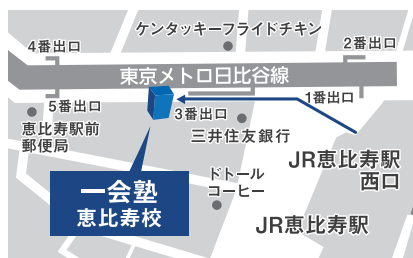 ケンタッキーフライドチキン
4番出口
2番出口
東京メトロ日比谷線
5番出口
3番出口
1番出口
恵比寿駅前
郵便局
三井住友銀行
JR恵比寿駅
西口
一会塾
恵比寿校
ドトール
コーヒー
JR恵比寿駅